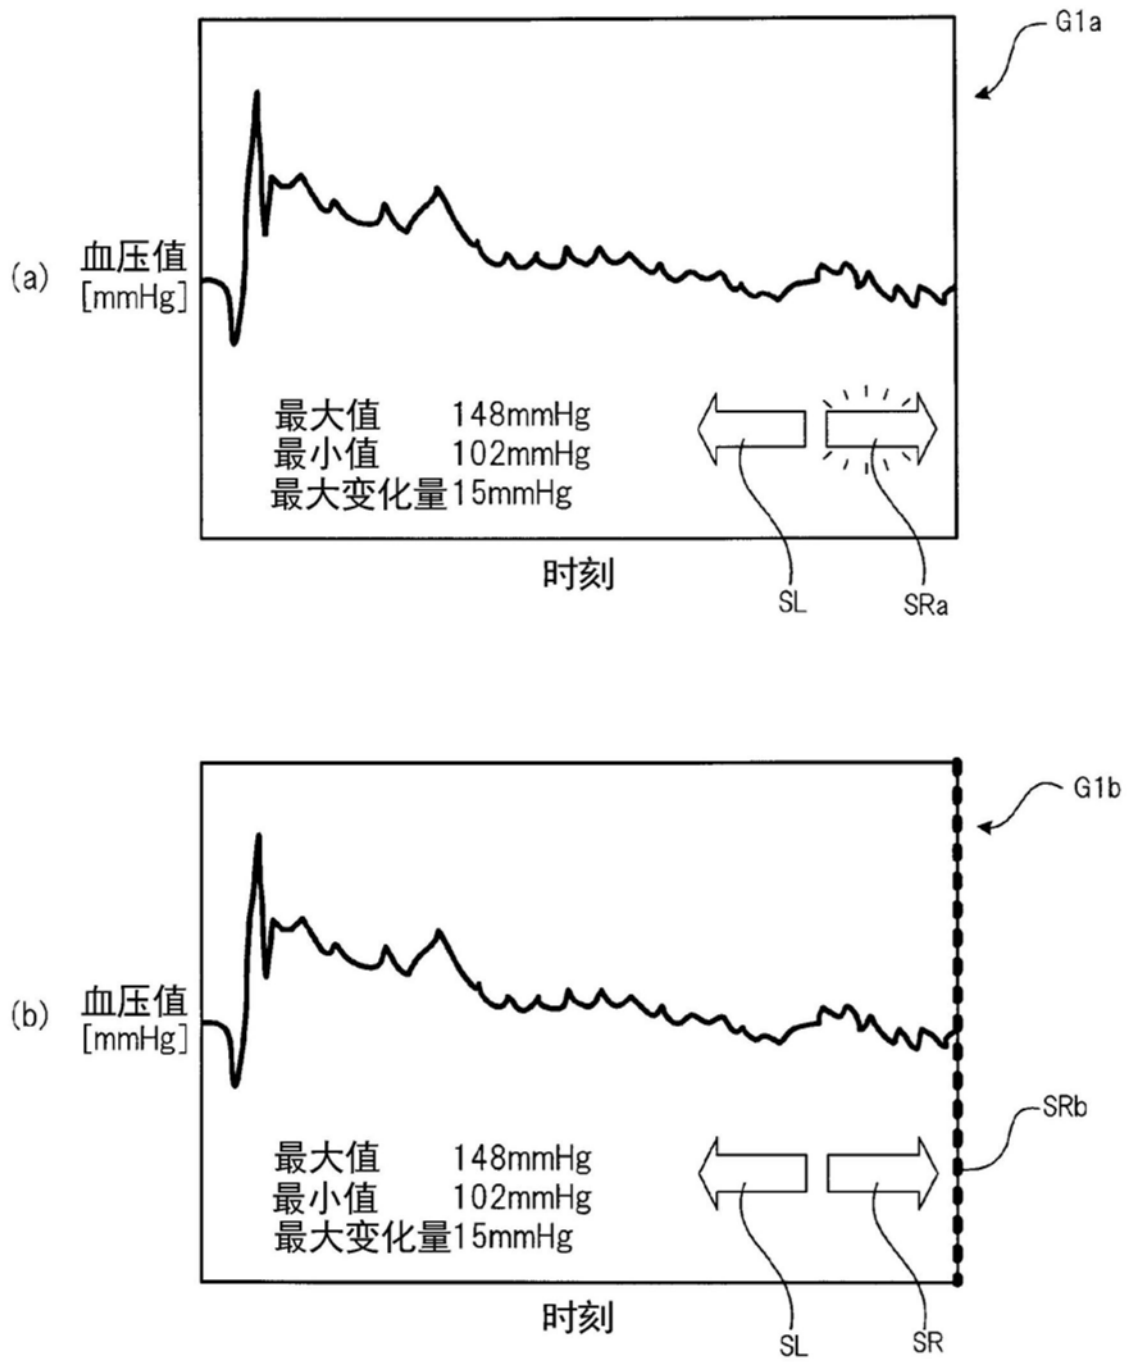 G1a
(a)
血压值
[mmHg]
最大值 148mmHg
最小值 102mmHg
最大变化量15mmHg
时刻
SL
SRa
G1b
(b)
血压值
[mmHg]
SRb
最大值 148mmHg
最小值 102mmHg
最大变化量15mmHg
时刻
SL
SR